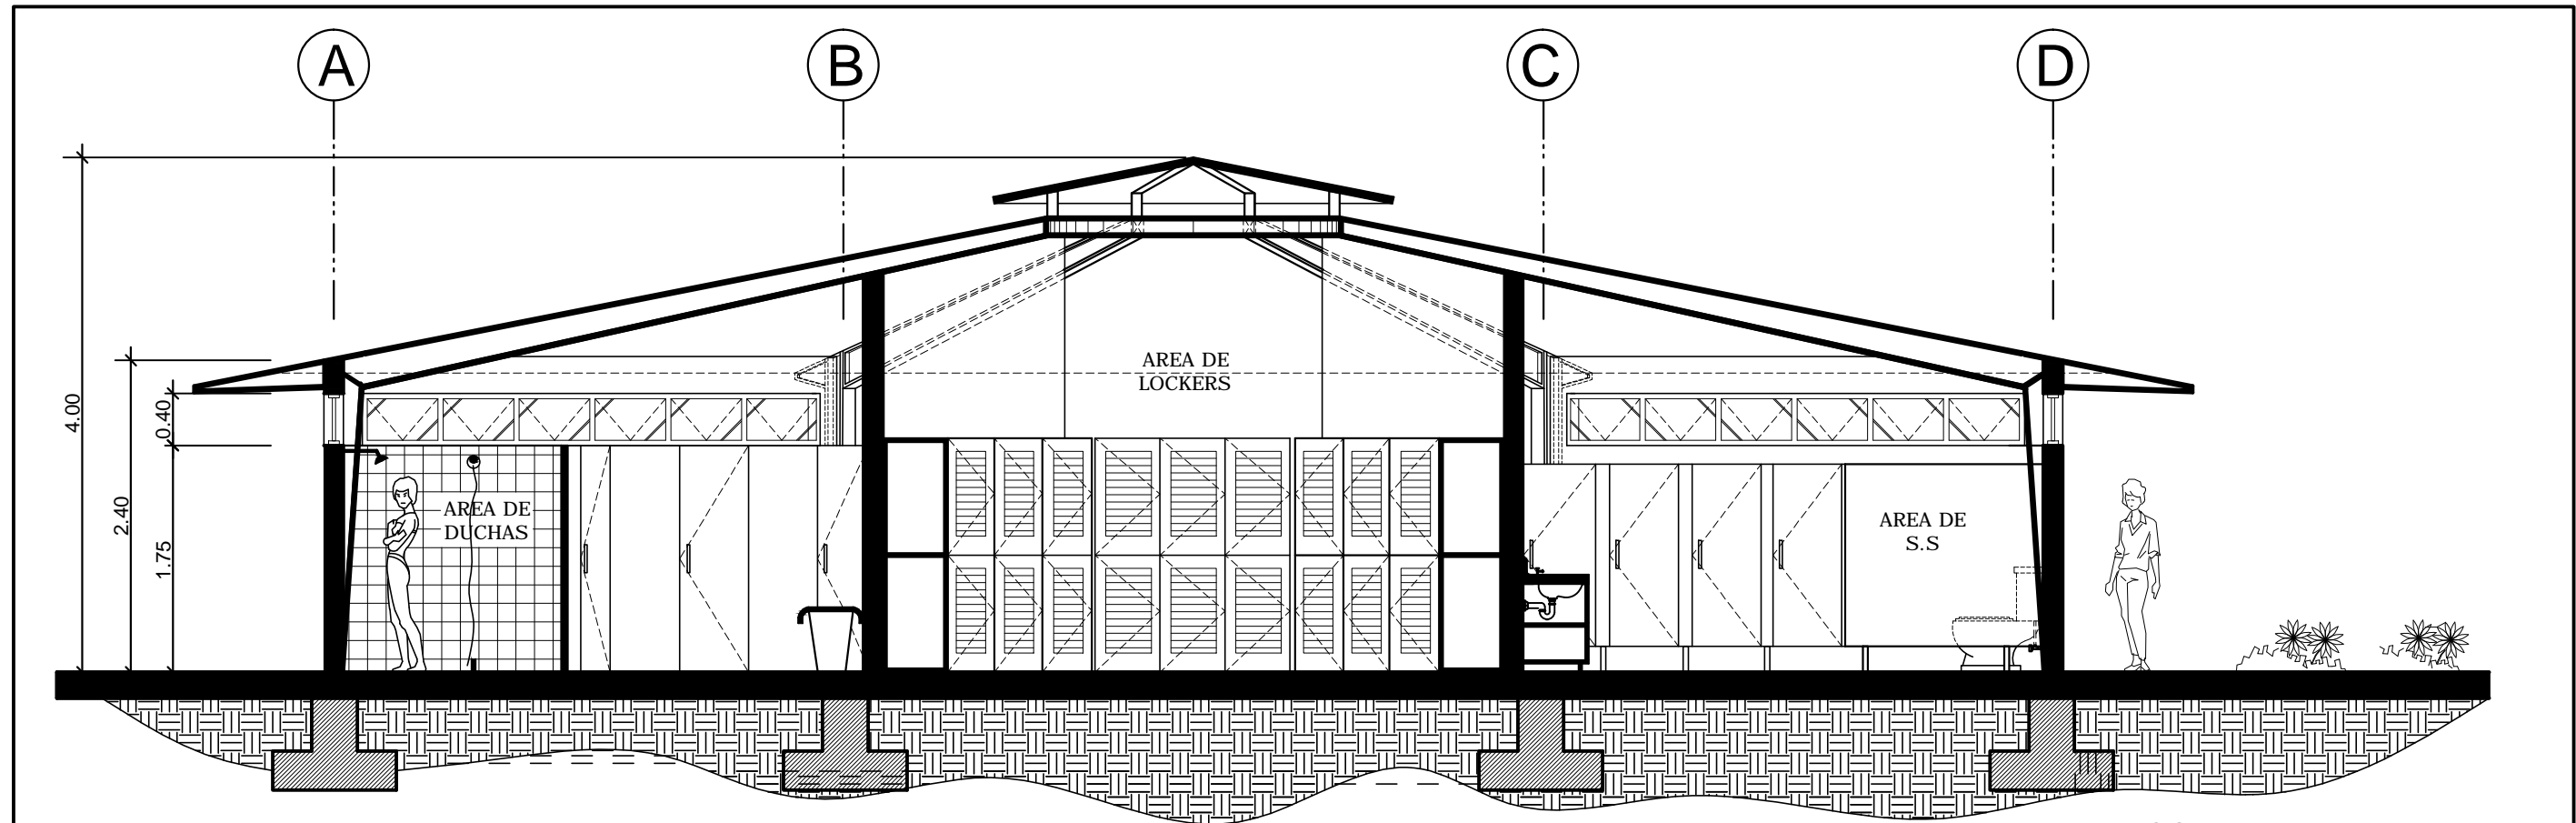 A
B
C
D
4.00
2.40
0.40
1.75
AREA DE
LOCKERS
AREA DE
DUCHAS
AREA DE
S.S